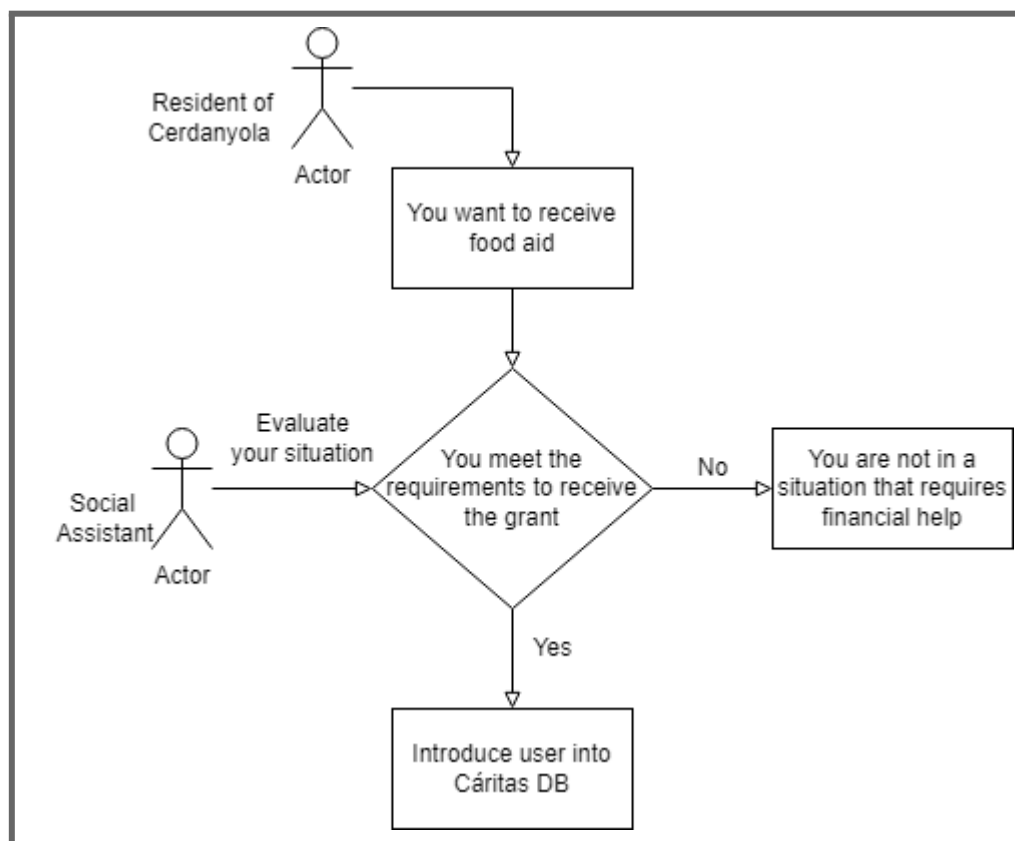 Resident of
Cerdanyola
Actor
You want to receive
food aid
Evaluate
your situation
Social
Assistant
Actor
You meet the
requirements to receive
the grant
No
You are not in a
situation that requires
financial help
Yes
Introduce user into
Cáritas DB